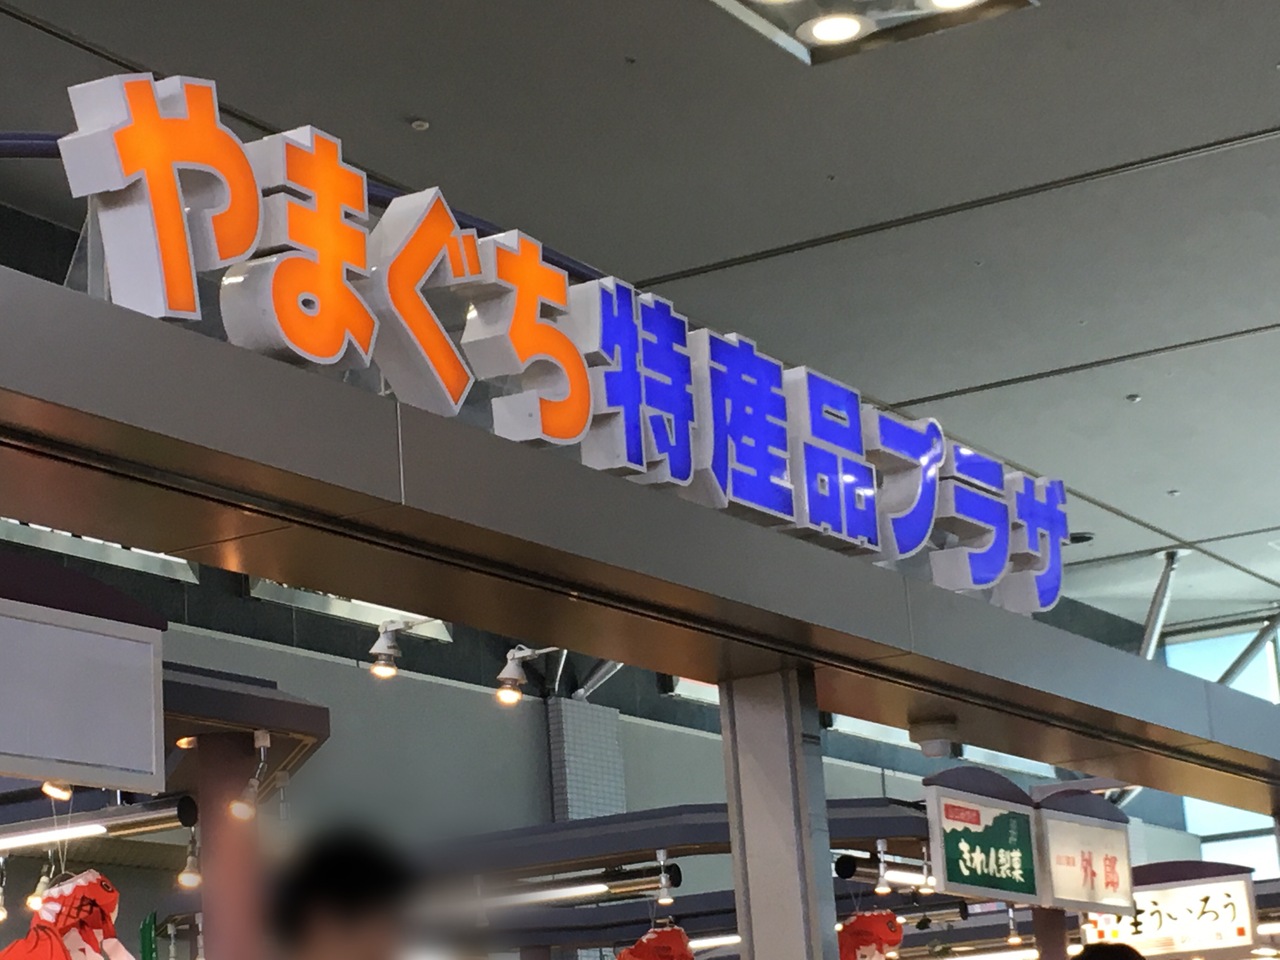 やまぐち特産品プラザ
きれん製菓
外郎
生ういろう